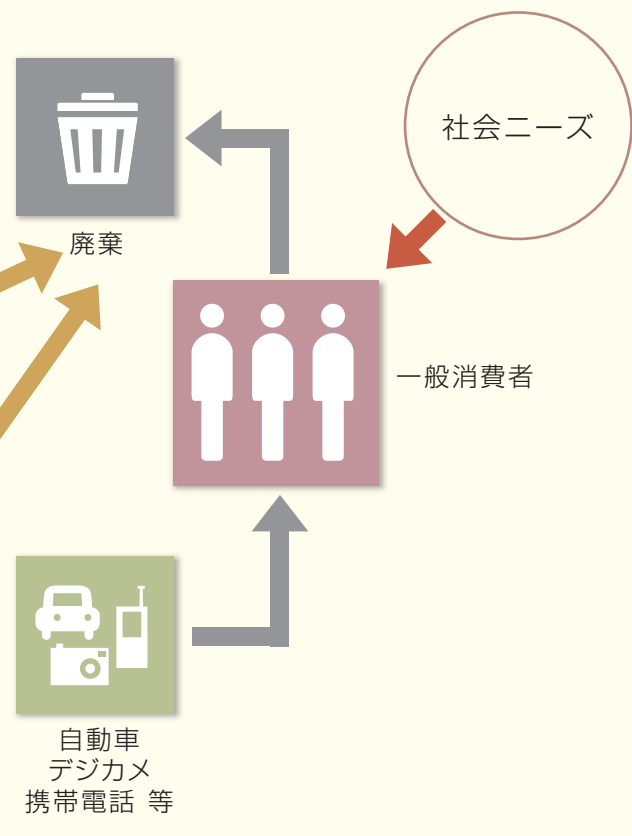 社会ニーズ
廃棄
一般消費者
自動車
デジカメ
携帯電話 等